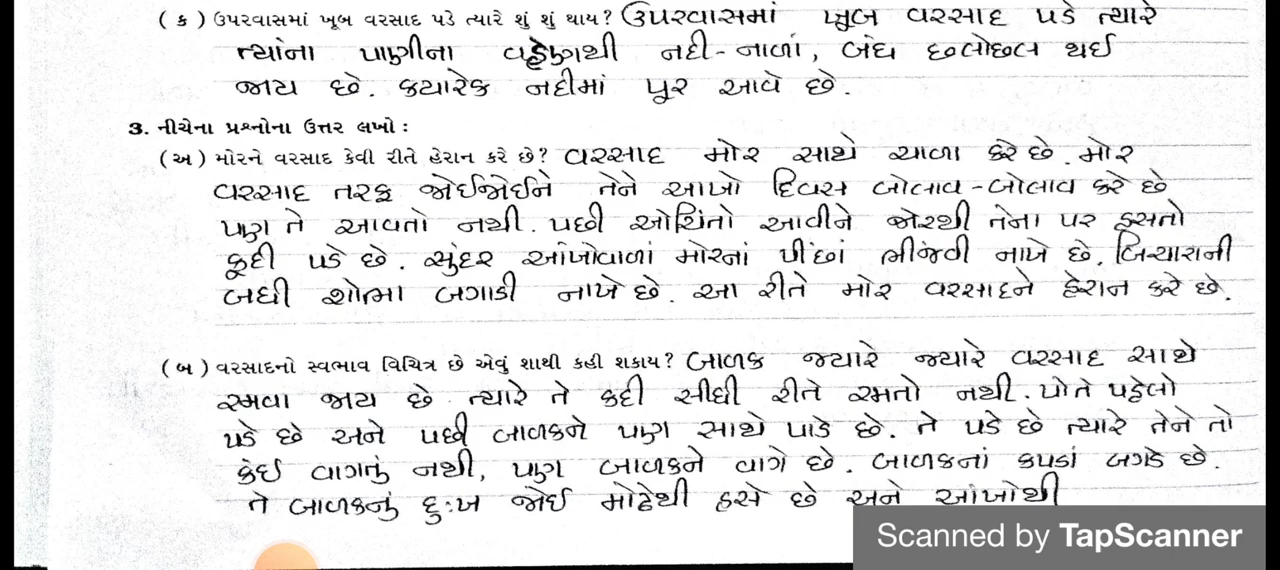 (ક) ઉપરવાસમાં ખૂબ વરસાદ પડે ત્યારે શું શું થાય? ઉપરવાસમાં ખુબ વરસાદ પડે ત્યારે
ત્યાંના પાણીના વહેણથી નદી-નાળાં, બંધ છલોછલ થઈ
જાય છે. ક્યારેક નદીમાં પૂર આવે છે.
3. નીચેના પ્રશ્નોના ઉત્તર લખો :
(અ) મોરને વરસાદ કેવી રીતે હેરાન કરે છે? વરસાદ મોર સાથે ચાળા કરે છે. મોર
વરસાદ તરફ જોઈજોઈને તેને આખો દિવસ બોલાવ-બોલાવ કરે છે
પણ તે આવતો નથી. પછી ઓચિંતો આવીને જોરથી તેના પર હસતો
કૂદી પડે છે. સુંદર આંખોવાળાં મોરનાં પીંછાં ભીંજવી નાખે છે. બિચારાની
બધી શોભા બગાડી નાખે છે. આ રીતે મોર વરસાદને હેરાન કરે છે.
(બ) વરસાદનો સ્વભાવ વિચિત્ર છે એવું શાથી કહી શકાય? બાળક જ્યારે જ્યારે વરસાદ સાથે
રમવા જાય છે ત્યારે તે કદી સીધી રીતે રમતો નથી. પોતે પહેલો
પડે છે અને પછી બાળકને પણ સાથે પાડે છે. તે પડે છે ત્યારે તેને તો
કંઈ વાગતું નથી, પણ બાળકને વાગે છે. બાળકનાં કપડાં બગડે છે.
તે બાળકનું દુઃખ જોઈ મોઢેથી હસે છે અને આંખોથી
Scanned by TapScanner